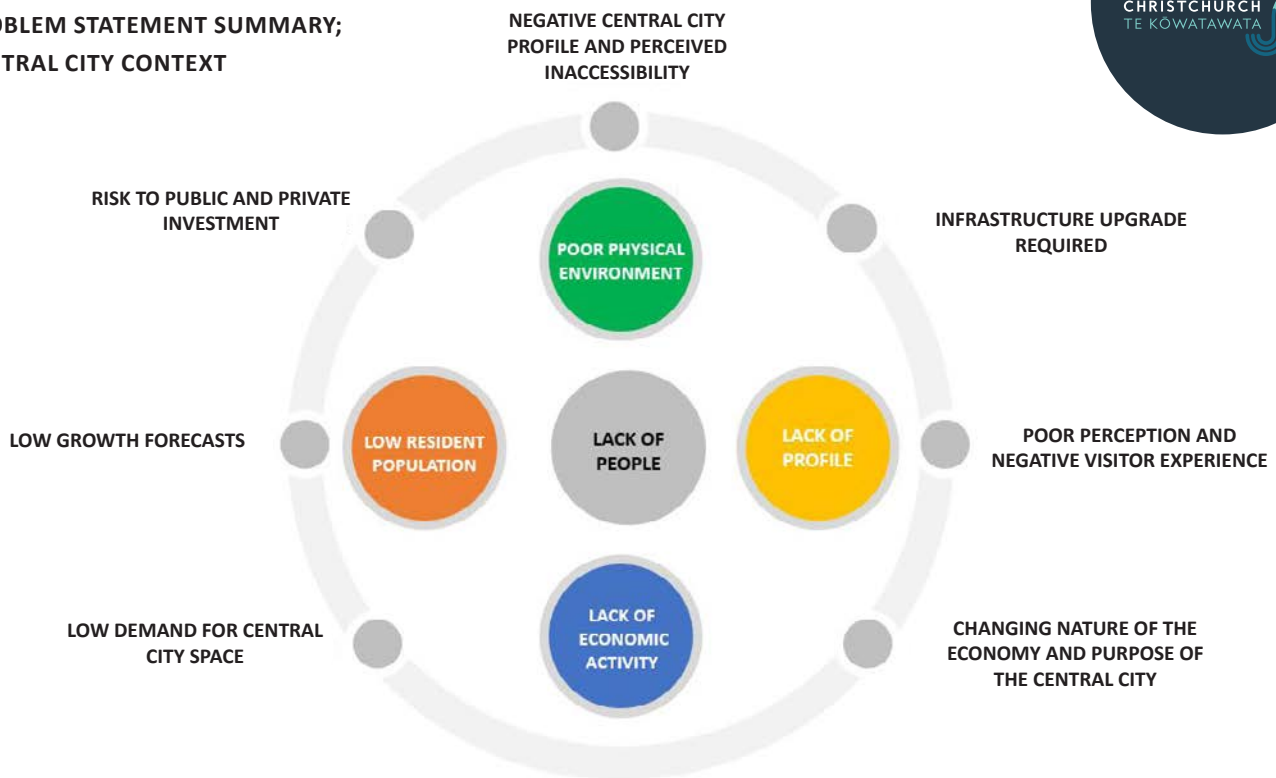 OBLEM STATEMENT SUMMARY;
TRAL CITY CONTEXT
CHRISTCHURCH
TE KŌWATAWATA
NEGATIVE CENTRAL CITY
PROFILE AND PERCEIVED
INACCESSIBILITY
RISK TO PUBLIC AND PRIVATE
INVESTMENT
INFRASTRUCTURE UPGRADE
REQUIRED
POOR PHYSICAL
ENVIRONMENT
LOW GROWTH FORECASTS
LOW RESIDENT
POPULATION
LACK OF
PEOPLE
LACK OF
PROFILE
POOR PERCEPTION AND
NEGATIVE VISITOR EXPERIENCE
LOW DEMAND FOR CENTRAL
CITY SPACE
LACK OF
ECONOMIC
ACTIVITY
CHANGING NATURE OF THE
ECONOMY AND PURPOSE OF
THE CENTRAL CITY